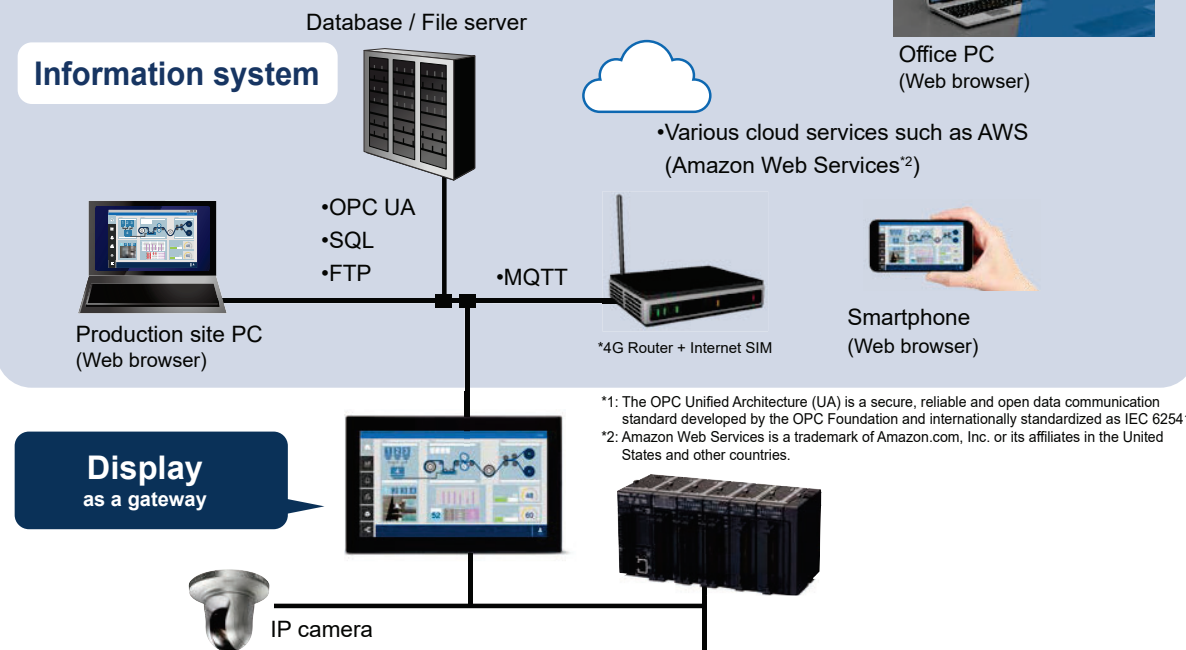 Database / File server
Information system
Office PC
(Web browser)
•Various cloud services such as AWS
(Amazon Web Services*2)
•OPC UA
•SQL
•FTP
•MQTT
Production site PC
(Web browser)
*4G Router + Internet SIM
Smartphone
(Web browser)
*1: The OPC Unified Architecture (UA) is a secure, reliable and open data communication
standard developed by the OPC Foundation and internationally standardized as IEC 6254
*2: Amazon Web Services is a trademark of Amazon.com, Inc. or its affiliates in the United
States and other countries.
Display
as a gateway
48
52
60
IP camera